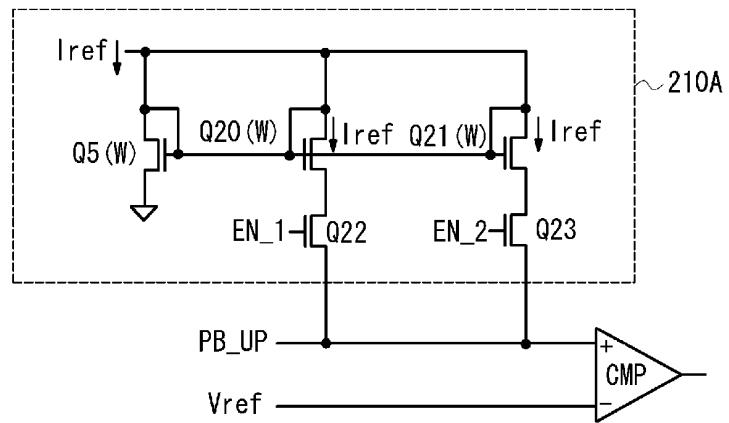 Iref
210A
Q20(W) Iref Q21(W) Iref
Q5(W)
EN_1 Q22 EN_2 Q23
PB_UP
+
CMP
Vref
-